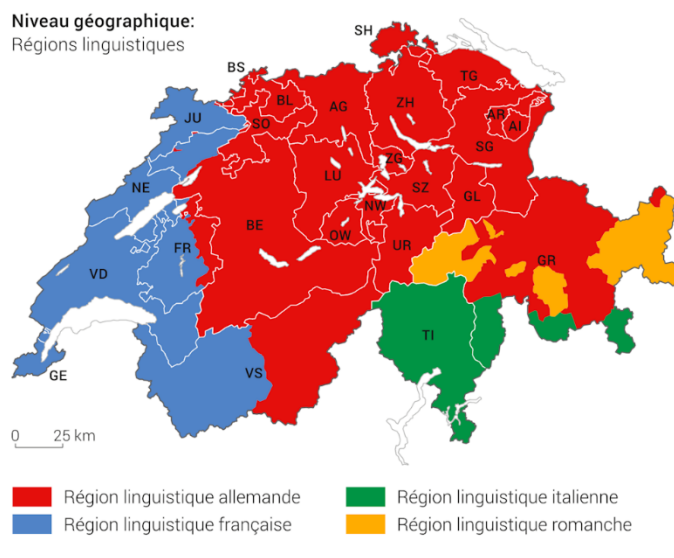 Niveau géographique:
Régions linguistiques
SH
BS
TG
BL
ZH
AG
JU
AR
SO
AI
SG
ZG
LU
NE
SZ
GL
NW
BE
OW
FR
UR
GR
VD
TI
VS
GE
0 25 km
Région linguistique allemande
Région linguistique italienne
Région linguistique française
Région linguistique romanche